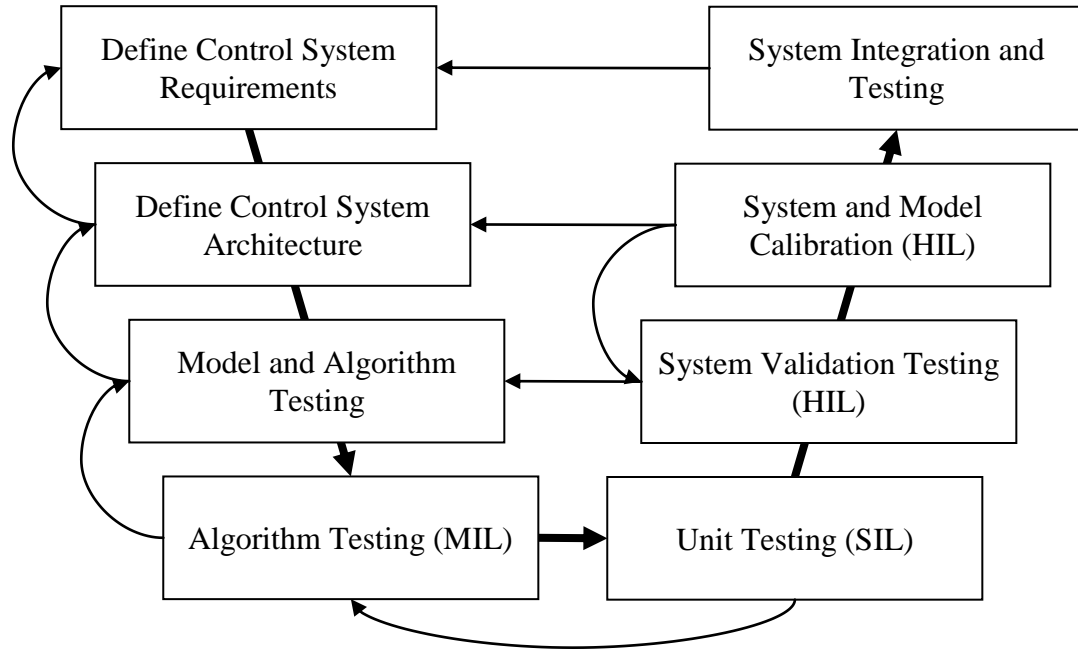 Define Control System
Requirements
System Integration and
Testing
Define Control System
Architecture
System and Model
Calibration (HIL)
Model and Algorithm
Testing
System Validation Testing
(HIL)
Algorithm Testing (MIL)
Unit Testing (SIL)